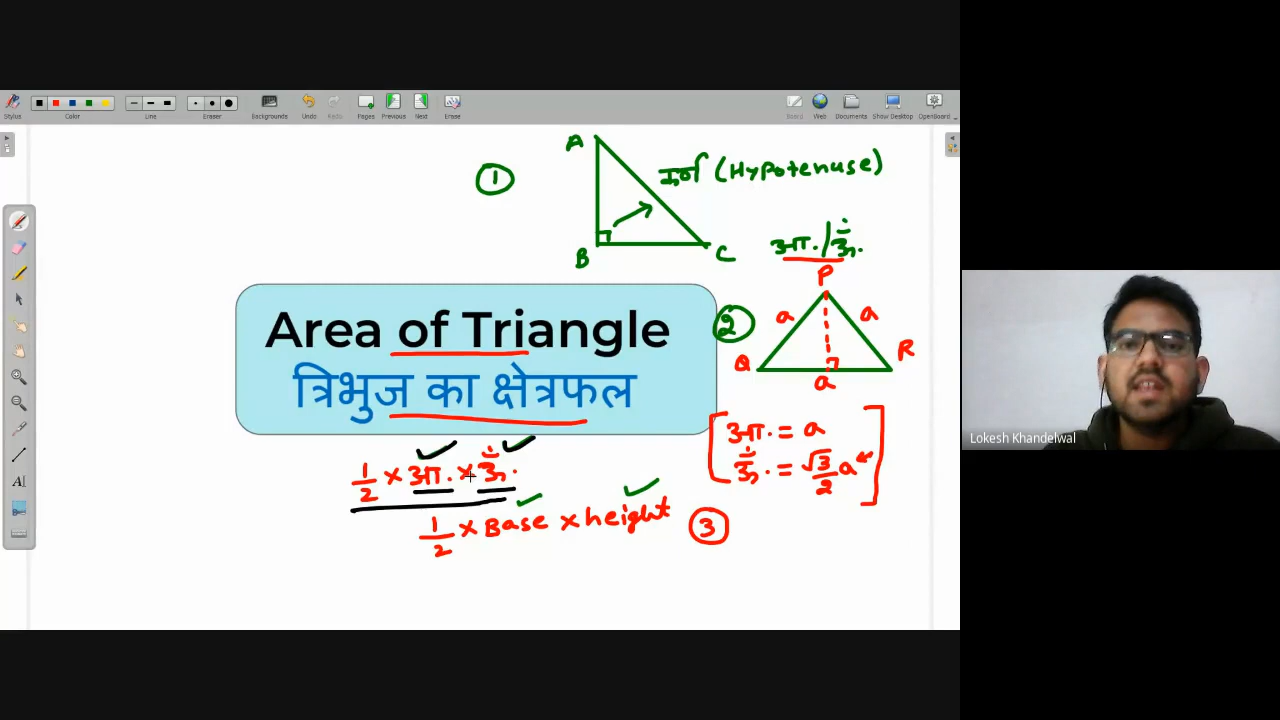 Stylus Color Line Eraser Backgrounds Undo Redo Pages Previous Next Erase Board Web Documents Show Desktop OpenBoard
A
① कर्ण (Hypotenuse)
B C
आ. / ऊँ.
P
② a a
Q R
a
Area of Triangle
त्रिभुज का क्षेत्रफल
आ. = a
ऊँ. = √3/2 a
1/2 × आ. × ऊँ.
1/2 × Base × height ③
Lokesh Khandelwal